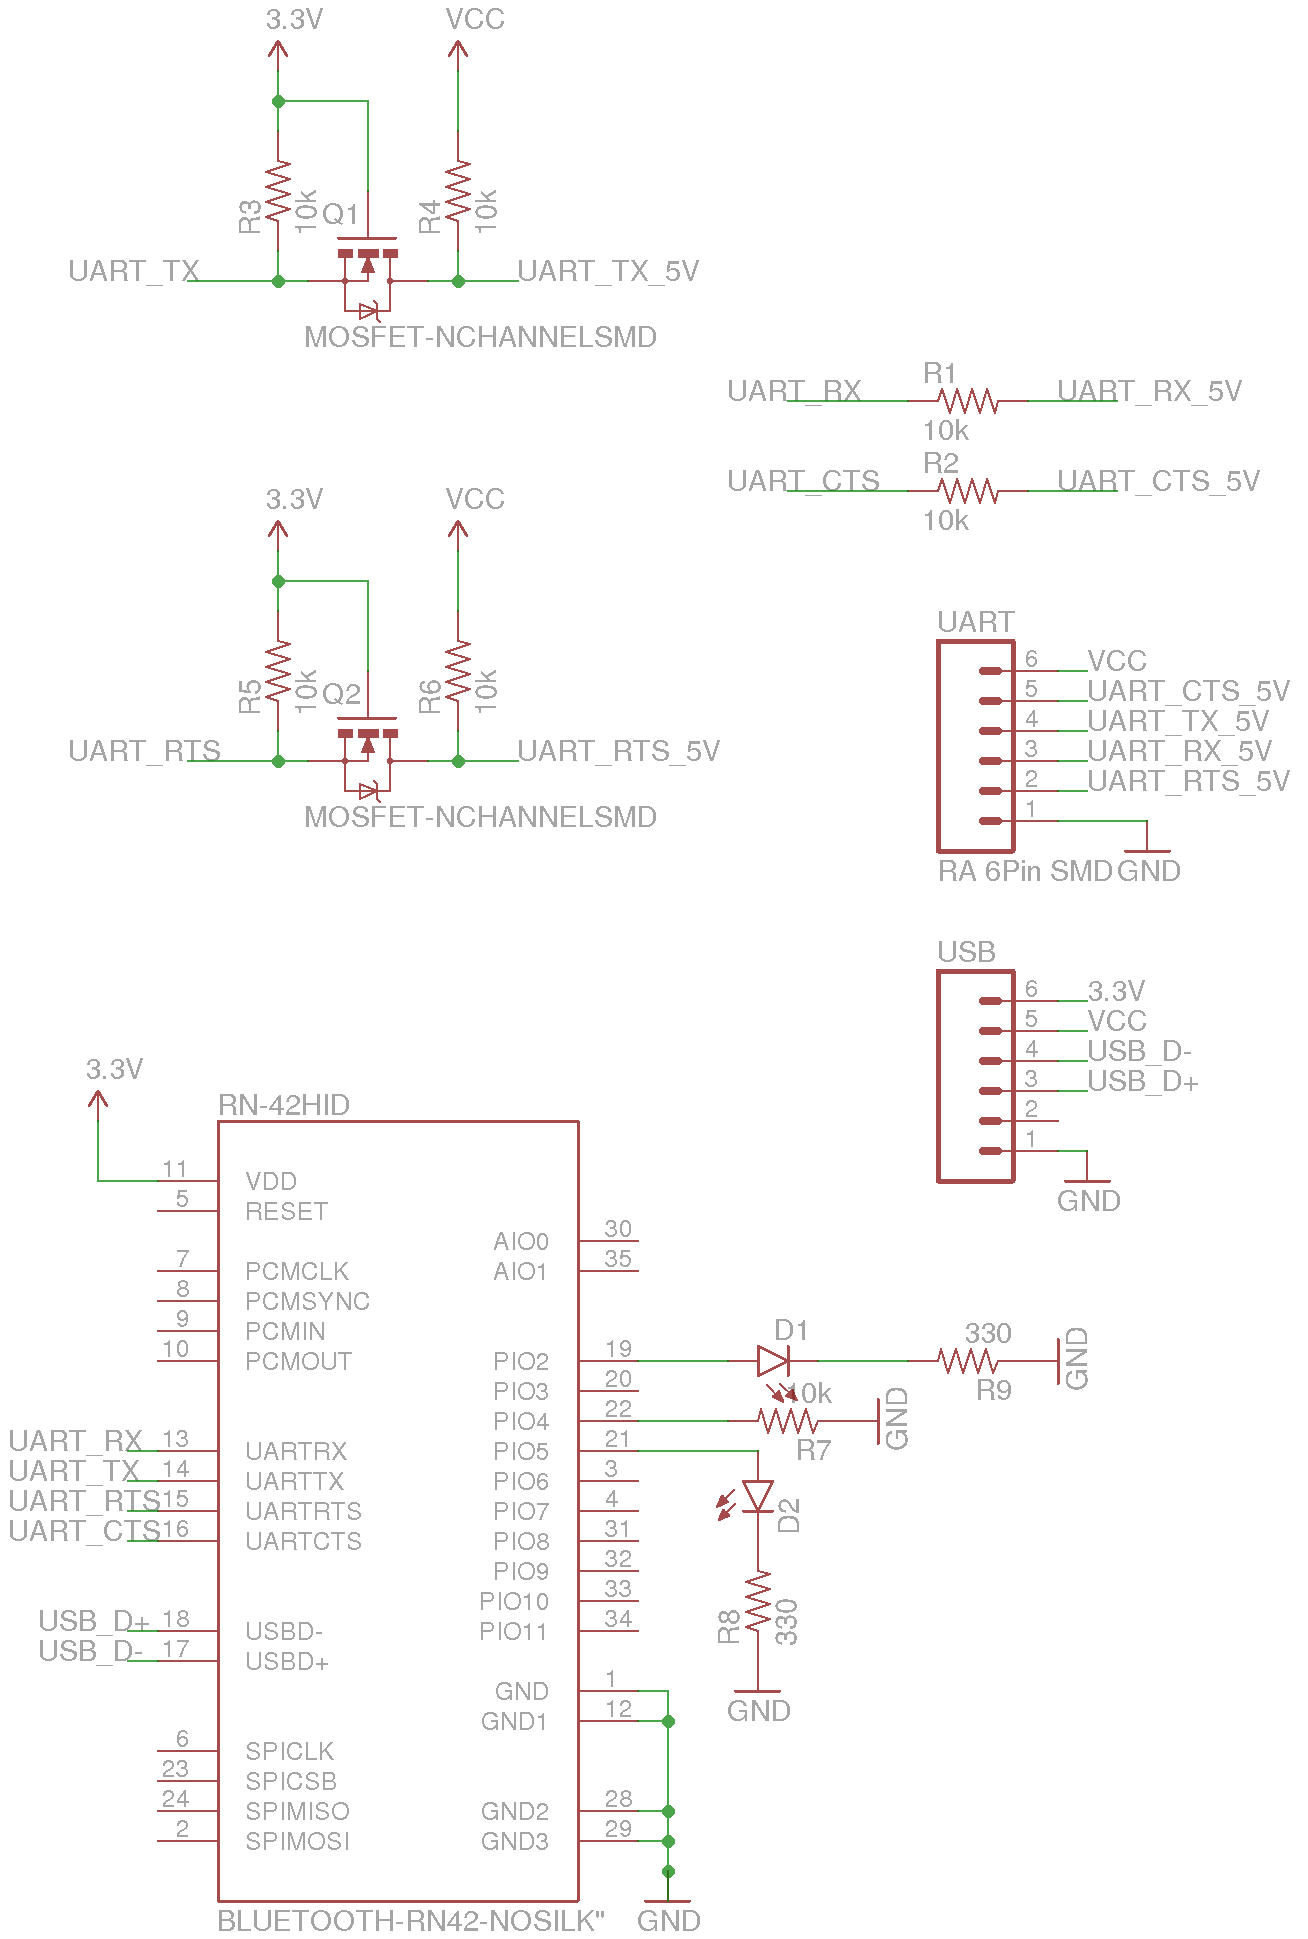 3.3V VCC
R3 10k Q1 R4 10k
UART_TX UART_TX_5V
MOSFET-NCHANNELSMD
R1
UART_RX UART_RX_5V
10k
R2
UART_CTS UART_CTS_5V
10k
3.3V VCC
R5 10k Q2 R6 10k
UART_RTS UART_RTS_5V
MOSFET-NCHANNELSMD
UART
6 VCC
5 UART_CTS_5V
4 UART_TX_5V
3 UART_RX_5V
2 UART_RTS_5V
1
RA 6Pin SMD GND
USB
6 3.3V
5 VCC
4 USB_D-
3 USB_D+
2
1
GND
3.3V
RN-42HID
11 VDD
5 RESET
7 PCMCLK
8 PCMSYNC
9 PCMIN
10 PCMOUT
UART_RX 13 UARTRX
UART_TX 14 UARTTX
UART_RTS 15 UARTRTS
UART_CTS 16 UARTCTS
USB_D+ 18 USBD-
USB_D- 17 USBD+
6 SPICLK
23 SPICSB
24 SPIMISO
2 SPIMOSI
AIO0 30
AIO1 35
PIO2 19
PIO3 20
PIO4 22
PIO5 21
PIO6 3
PIO7 4
PIO8 31
PIO9 32
PIO10 33
PIO11 34
GND 1
GND1 12
GND2 28
GND3 29
D1 330 R9 GND
10k R7 GND
D2
R8 330
GND
BLUETOOTH-RN42-NOSILK" GND